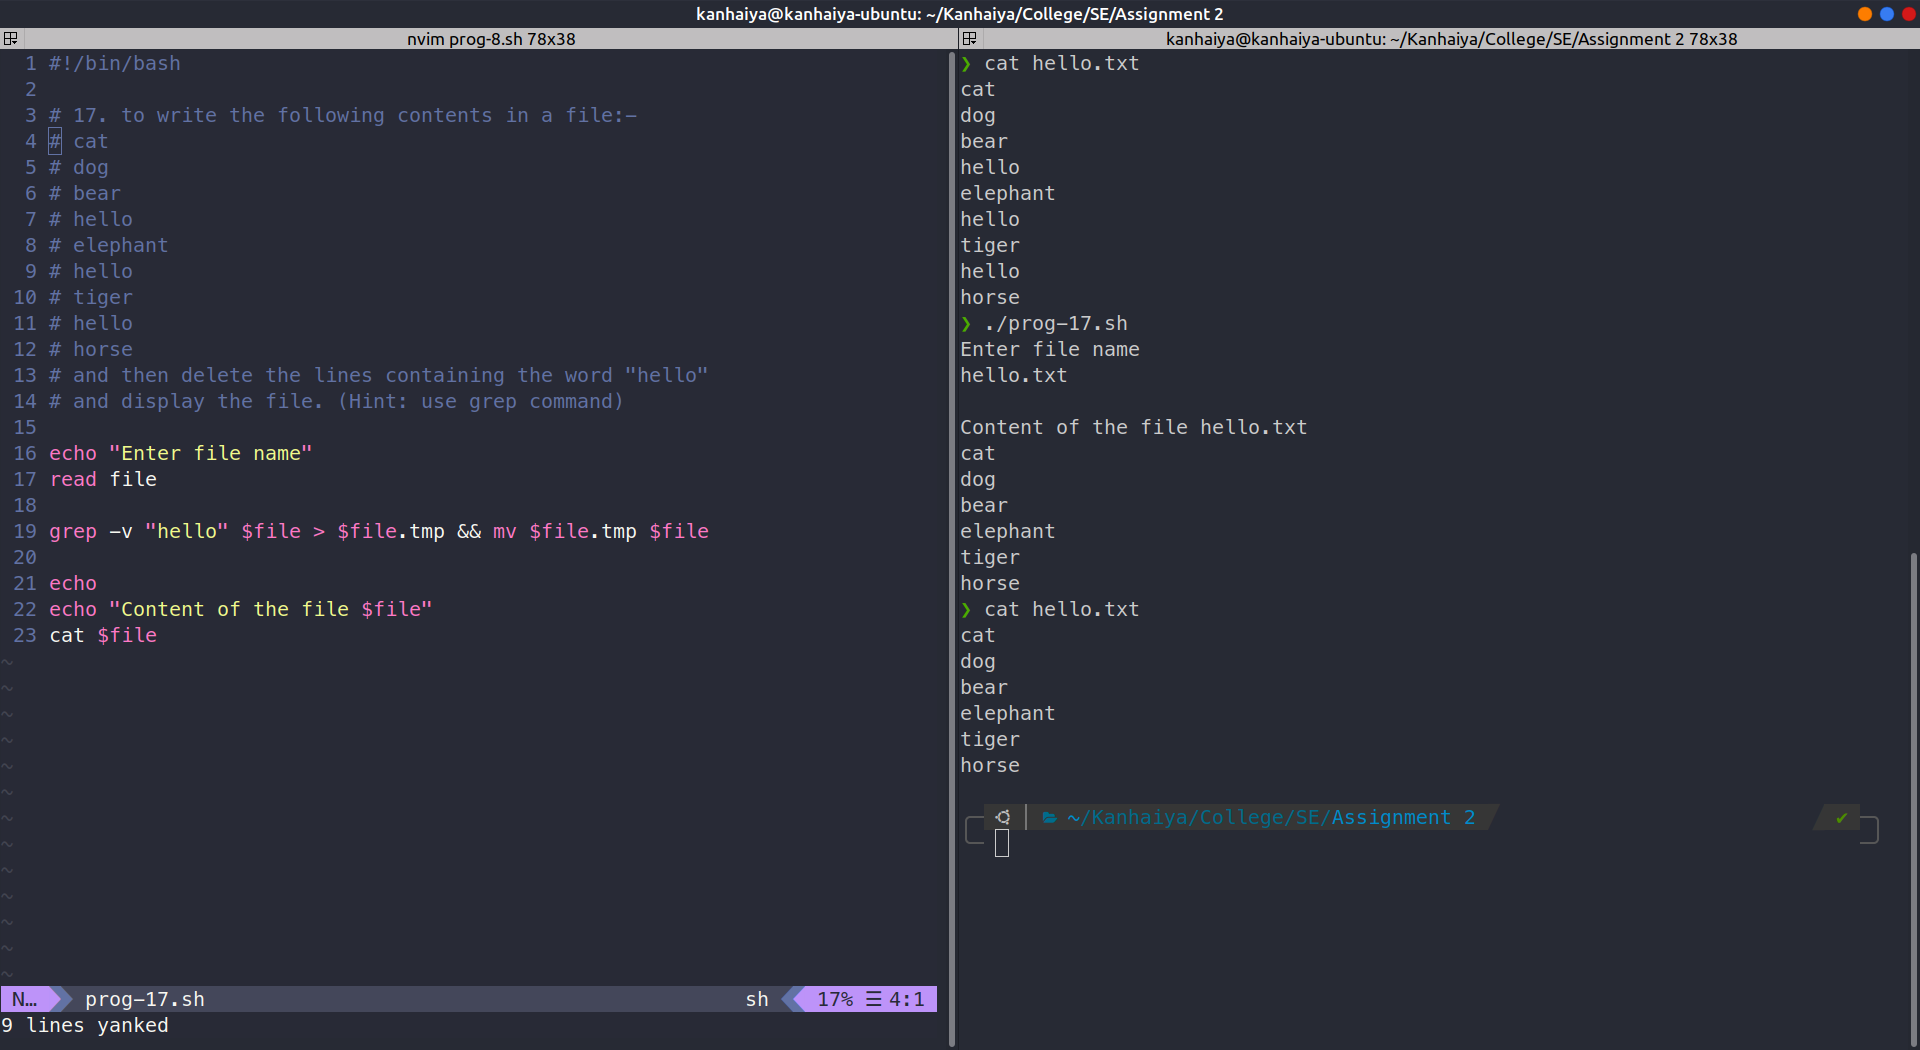 kanhaiya@kanhaiya-ubuntu: ~/Kanhaiya/College/SE/Assignment 2
nvim prog-8.sh 78x38
1 #!/bin/bash
2
3 # 17. to write the following contents in a file:-
4 # cat
5 # dog
6 # bear
7 # hello
8 # elephant
9 # hello
10 # tiger
11 # hello
12 # horse
13 # and then delete the lines containing the word "hello"
14 # and display the file. (Hint: use grep command)
15
16 echo "Enter file name"
17 read file
18
19 grep -v "hello" $file > $file.tmp && mv $file.tmp $file
20
21 echo
22 echo "Content of the file $file"
23 cat $file
~
~
~
~
~
~
~
~
~
~
~
~
~
N... prog-17.sh sh 17% ☰ 4:1
9 lines yanked
kanhaiya@kanhaiya-ubuntu: ~/Kanhaiya/College/SE/Assignment 2 78x38
❯ cat hello.txt
cat
dog
bear
hello
elephant
hello
tiger
hello
horse
❯ ./prog-17.sh
Enter file name
hello.txt
Content of the file hello.txt
cat
dog
bear
elephant
tiger
horse
❯ cat hello.txt
cat
dog
bear
elephant
tiger
horse
~/Kanhaiya/College/SE/Assignment 2 ✔